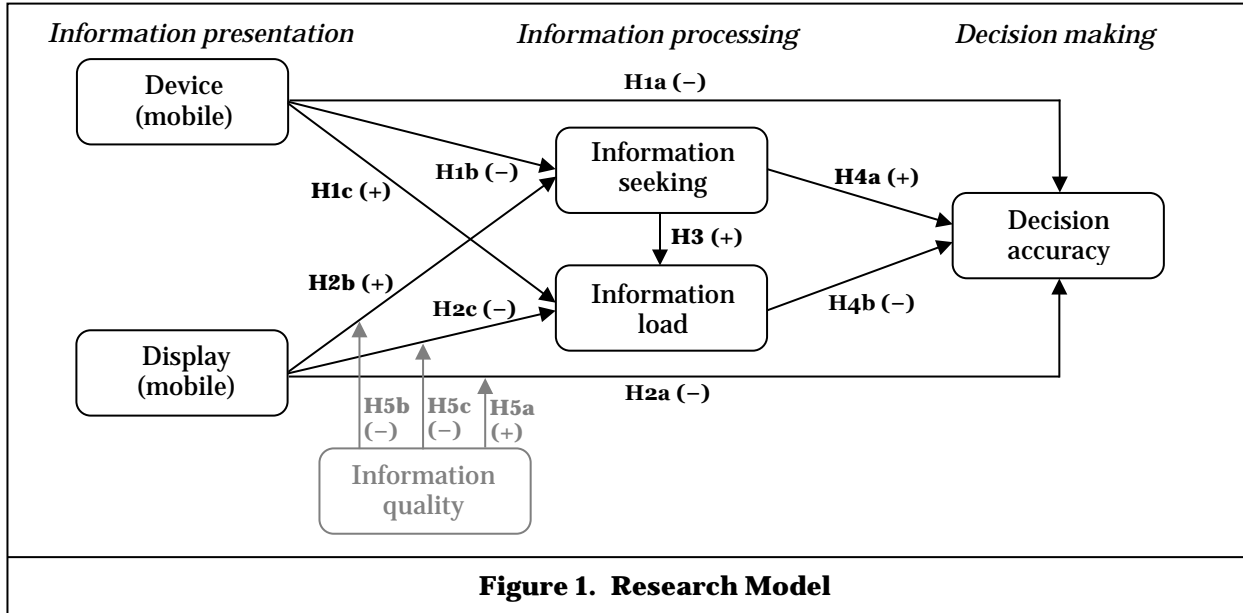 Information presentation
Information processing
Decision making
Device
(mobile)
H1a (−)
H1b (−)
H1c (+)
Information
seeking
H4a (+)
H3 (+)
Decision
accuracy
H2b (+)
H2c (−)
Information
load
H4b (−)
Display
(mobile)
H2a (−)
H5b
(−)
H5c
(−)
H5a
(+)
Information
quality
Figure 1. Research Model